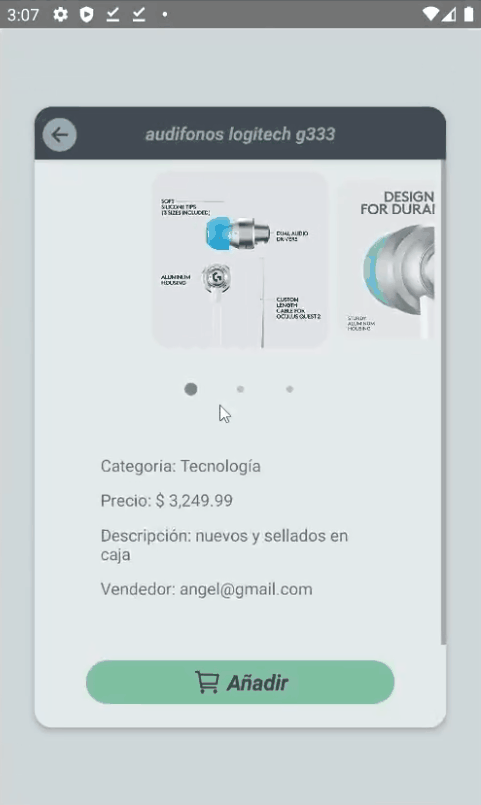 3:07
audifonos logitech g333
SOFT
SILICONE TIPS
(3 SIZES INCLUDED)
DUAL AUDIO
DRIVERS
ALUMINUM
HOUSING
CUSTOM
LENGTH
CABLE FOR
OCULUS QUEST 2
DESIGN
FOR DURA
STURDY
ALUMINUM
HOUSING
Categoria: Tecnología
Precio: $ 3,249.99
Descripción: nuevos y sellados en
caja
Vendedor: angel@gmail.com
Añadir